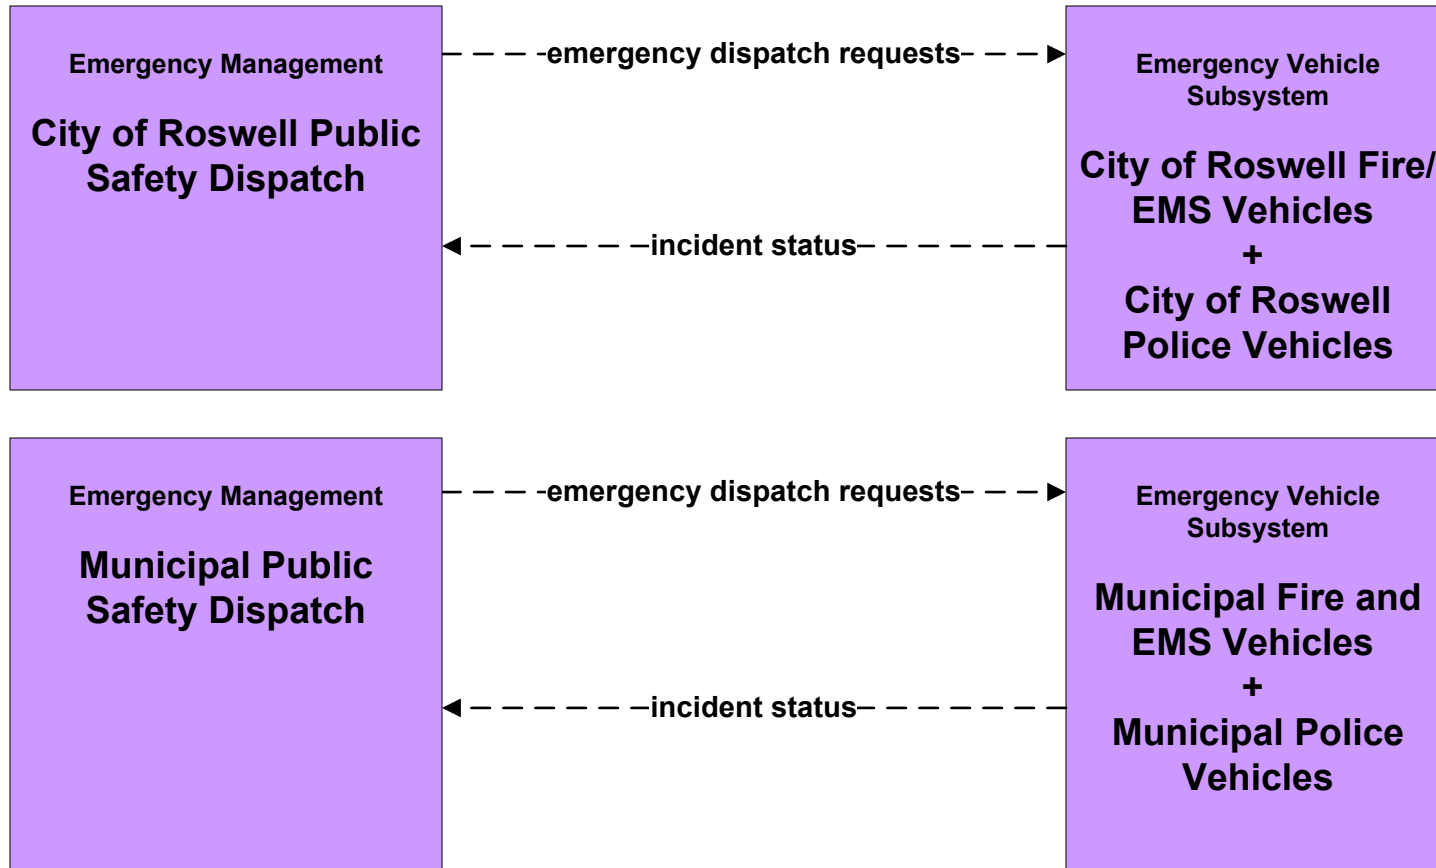 Emergency Management
City of Roswell Public
Safety Dispatch
emergency dispatch requests
incident status
Emergency Vehicle
Subsystem
City of Roswell Fire/
EMS Vehicles
+
City of Roswell
Police Vehicles
Emergency Management
Municipal Public
Safety Dispatch
emergency dispatch requests
incident status
Emergency Vehicle
Subsystem
Municipal Fire and
EMS Vehicles
+
Municipal Police
Vehicles